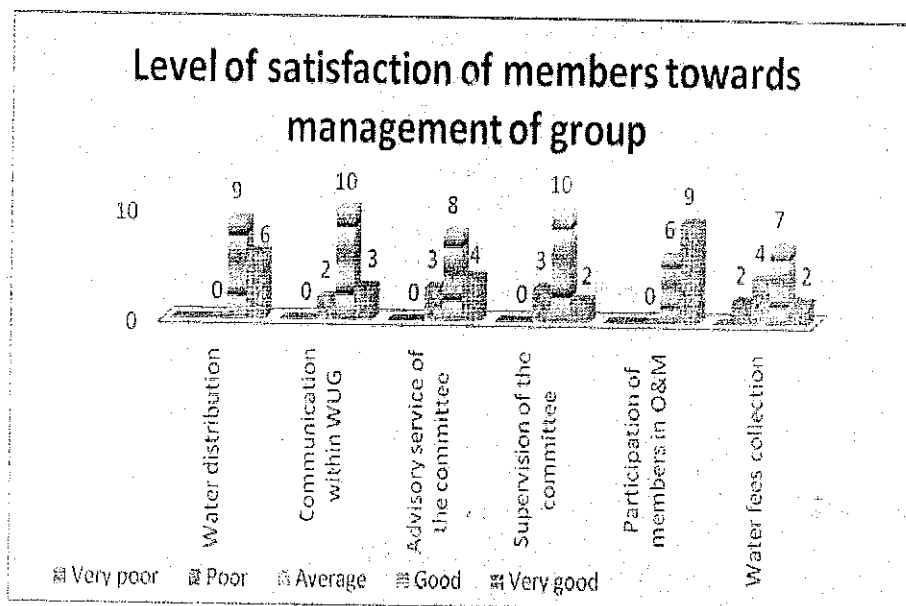 Level of satisfaction of members towards
management of group
10
0
0
9
6
0
2
10
3
0
3
8
4
0
3
10
2
0
6
9
2
4
7
2
Water distribution
Communication
within WUG
Advisory service of
the committee
Supervision of the
committee
Participation of
members in O&M
Water fees collection
Very poor Poor Average Good Very good